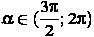 α ∈ (3π/2; 2π)